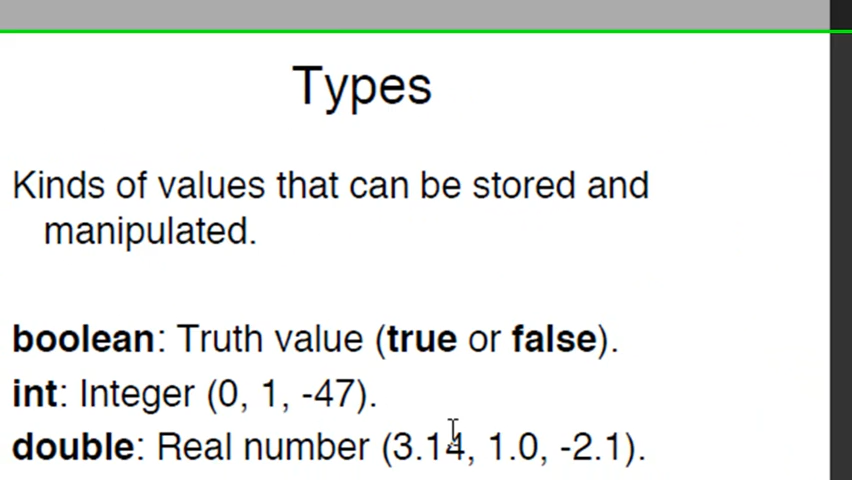 Types
Kinds of values that can be stored and
manipulated.
boolean: Truth value (true or false).
int: Integer (0, 1, -47).
double: Real number (3.14, 1.0, -2.1).